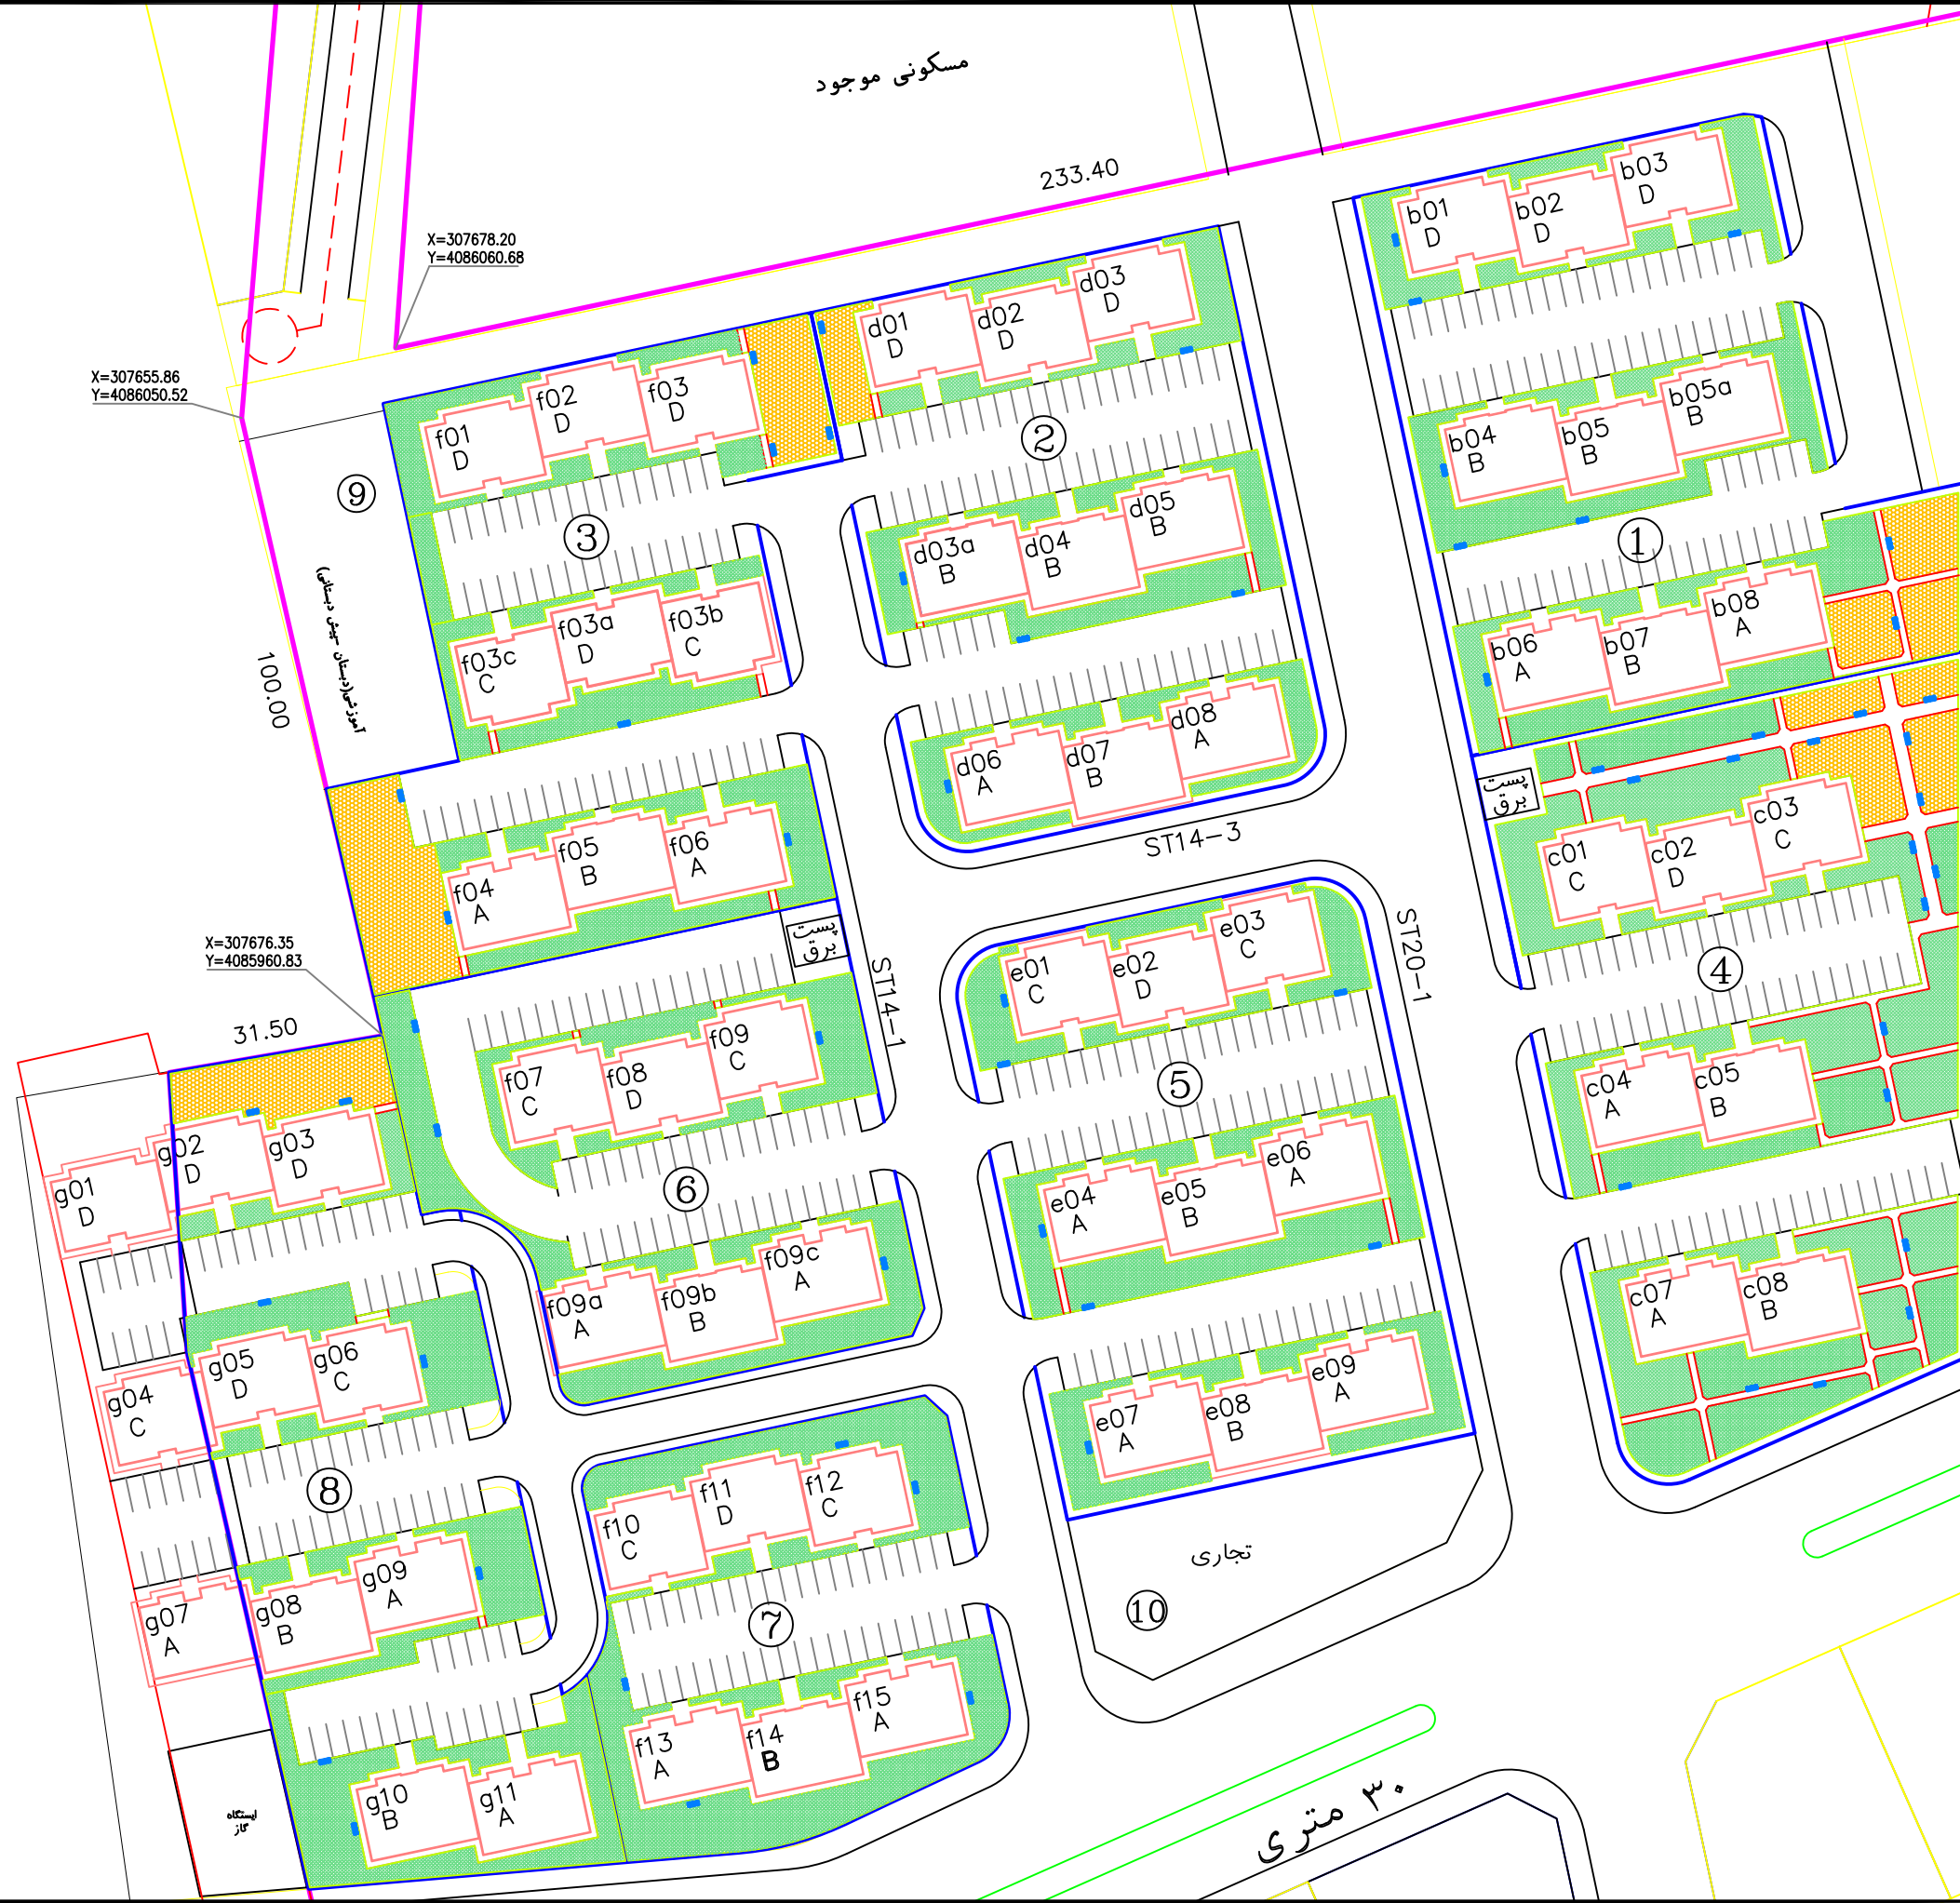 مسکونی موجود
233.40
X=307678.20
Y=4086060.68
X=307655.86
Y=4086050.52
b01
D
b02
D
b03
D
d01
D
d02
D
d03
D
f01
D
f02
D
f03
D
b04
B
b05
B
b05a
B
②
⑨
③
①
d03a
B
d04
B
d05
B
f03c
C
f03a
D
f03b
C
b06
A
b07
B
b08
A
آموزشی(دبستان -پیش دبستانی)
100.00
d06
A
d07
B
d08
A
پست
برق
ST14-3
f04
A
f05
B
f06
A
c01
C
c02
D
c03
C
پست
برق
X=307676.35
Y=4085960.83
ST14-1
e01
C
e02
D
e03
C
ST20-1
④
31.50
f07
C
f08
D
f09
C
⑤
c04
A
c05
B
g01
D
g02
D
g03
D
⑥
e04
A
e05
B
e06
A
f09a
A
f09b
B
f09c
A
c07
A
c08
B
g04
C
g05
D
g06
C
e07
A
e08
B
e09
A
⑧
f10
C
f11
D
f12
C
تجاری
⑩
g07
A
g08
B
g09
A
⑦
f13
A
f14
B
f15
A
g10
B
g11
A
ایستگاه
گاز
۳۰ متری